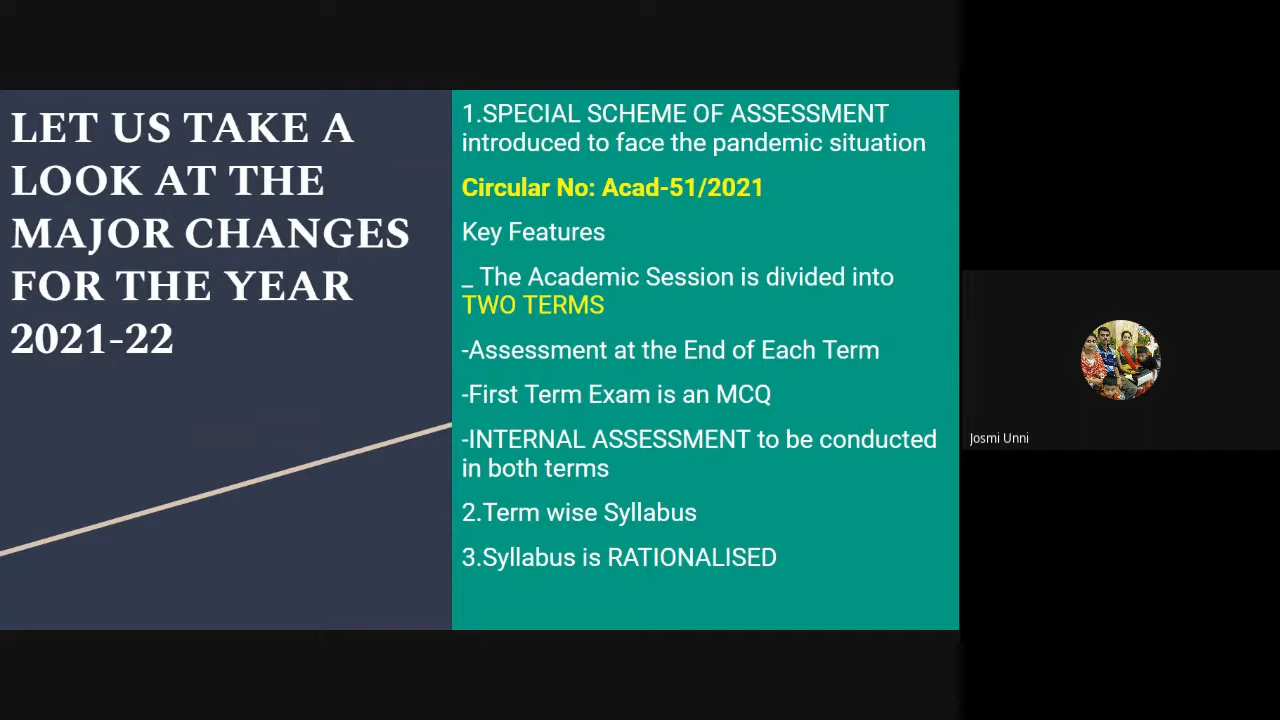 LET US TAKE A
LOOK AT THE
MAJOR CHANGES
FOR THE YEAR
2021-22
1.SPECIAL SCHEME OF ASSESSMENT
introduced to face the pandemic situation
Circular No: Acad-51/2021
Key Features
_ The Academic Session is divided into
TWO TERMS
-Assessment at the End of Each Term
-First Term Exam is an MCQ
-INTERNAL ASSESSMENT to be conducted
in both terms
2.Term wise Syllabus
3.Syllabus is RATIONALISED
Josmi Unni